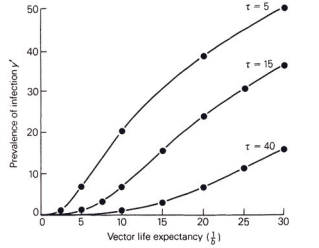 50
40
30
20
10
0
0 5 10 15 20 25 30
Prevalence of infection y'
Vector life expectancy (1/b)
τ = 5
τ = 15
τ = 40